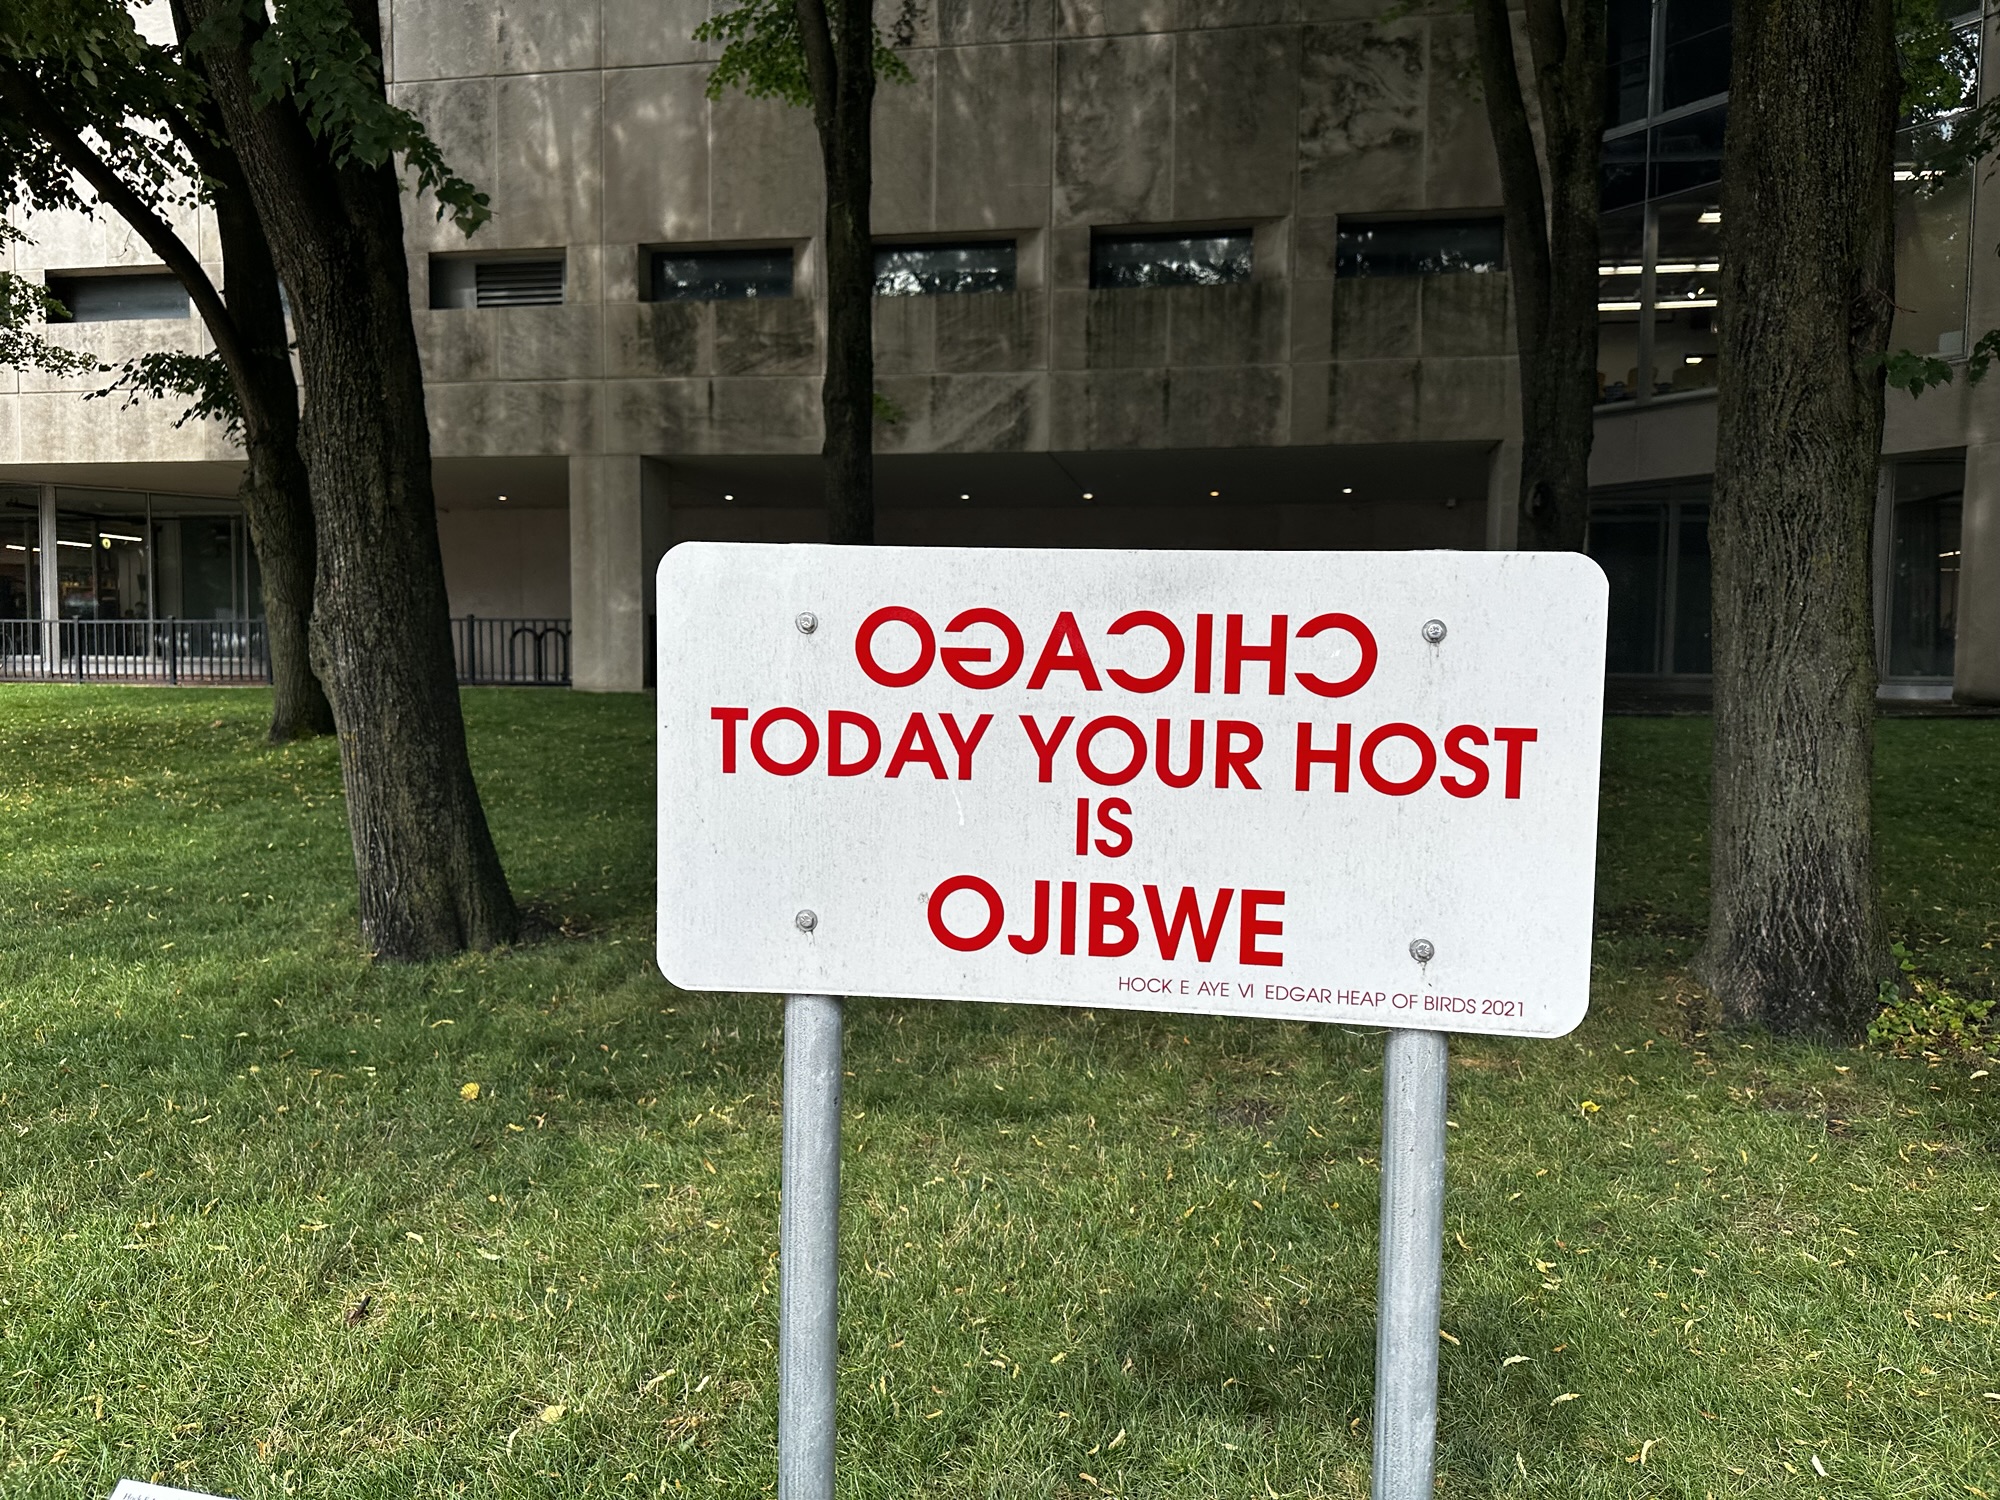 CHICAGO
TODAY YOUR HOST
IS
OJIBWE
HOCK E AYE VI EDGAR HEAP OF BIRDS 2021